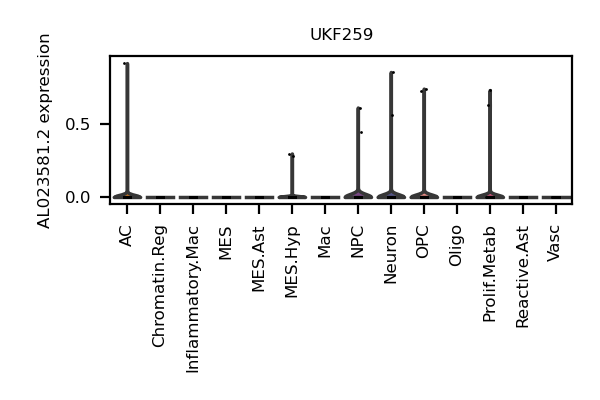 UKF259
AL023581.2 expression
0.5
0.0
AC
Chromatin.Reg
Inflammatory.Mac
MES
MES.Ast
MES.Hyp
Mac
NPC
Neuron
OPC
Oligo
Prolif.Metab
Reactive.Ast
Vasc